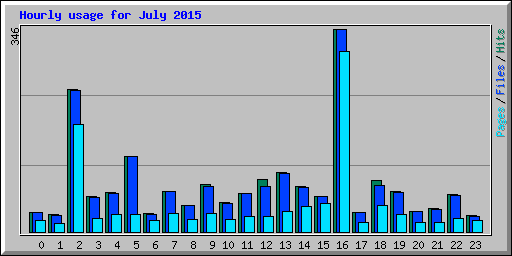 Hourly usage for July 2015
346
Pages / Files / Hits
0 1 2 3 4 5 6 7 8 9 10 11 12 13 14 15 16 17 18 19 20 21 22 23